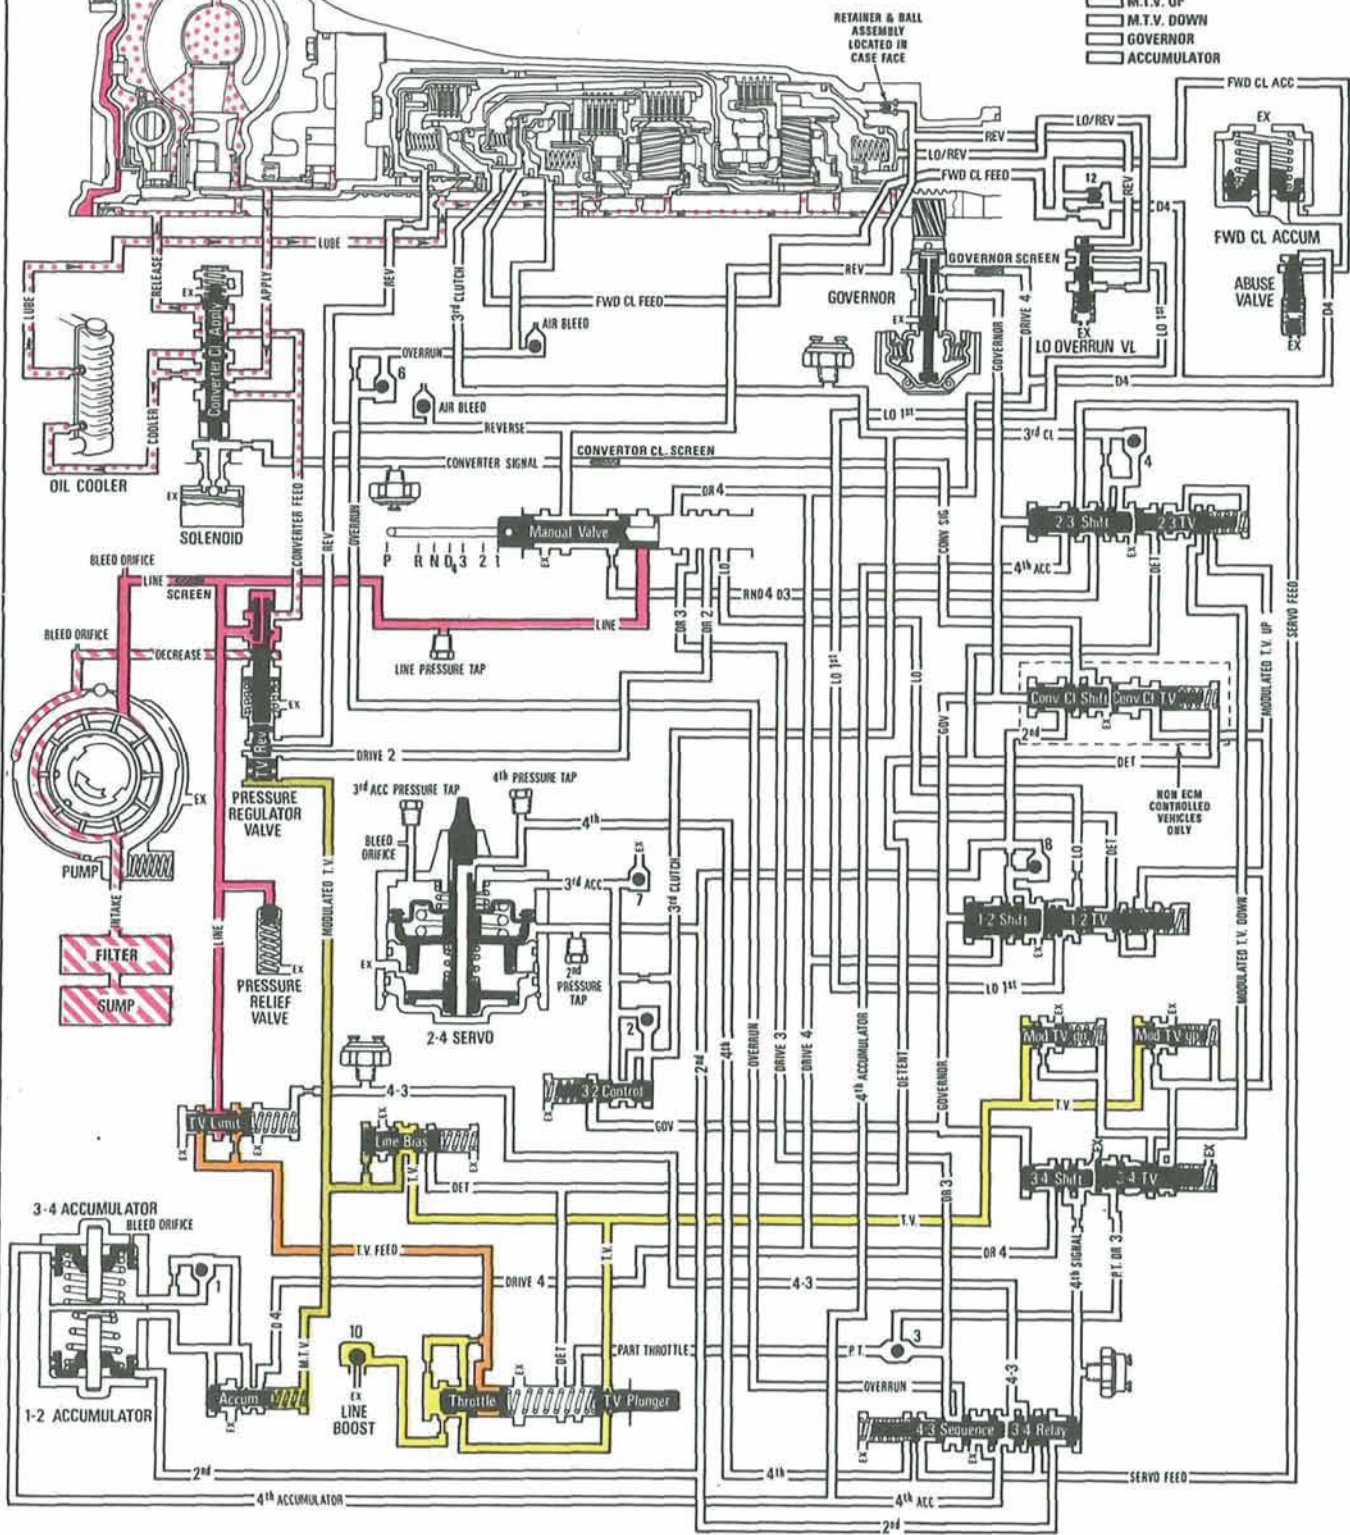 M.T.V. UP
M.T.V. DOWN
GOVERNOR
ACCUMULATOR
RETAINER & BALL
ASSEMBLY
LOCATED IN
CASE FACE
FWD CL ACC
EX
LO/REV
REV
LO/REV
FWD CL FEED
12
REV
D4
FWD CL ACCUM
ABUSE
VALVE
D4
EX
LUBE
LUBE
RELEASE
APPLY
EX
REV
3rd CLUTCH
FWD CL FEED
REV
GOVERNOR SCREEN
GOVERNOR
EX
GOVERNOR
DRIVE 4
EX
LO OVERRUN VL
LO 1st
D4
AIR BLEED
OVERRUN
6
AIR BLEED
REVERSE
LO 1st
3rd CL
4
Converter Cl Apply
COOLER
OIL COOLER
EX
SOLENOID
CONVERTER FEED
CONVERTER SIGNAL
CONVERTOR CL. SCREEN
REV
OVERRUN
DR 4
Manual Valve
P R N D4 3 2 1
EX
LO
CONV SIG
2 3 Shift
2 3 TV
EX
4th ACC
DET
SERVO FEED
BLEED ORIFICE
LINE
SCREEN
BLEED ORIFICE
DECREASE
LINE
LINE PRESSURE TAP
RND4 D3
DR 3
DR 2
LO 1st
LO
MODULATED T.V. UP
Conv Cl Shift
Conv Cl TV
EX
2nd
GOV
DET
NON ECM
CONTROLLED
VEHICLES
ONLY
EX
TV Rev
DRIVE 2
EX
PRESSURE
REGULATOR
VALVE
PUMP
INTAKE
FILTER
SUMP
LINE
MODULATED T.V.
3rd ACC PRESSURE TAP
4th PRESSURE TAP
BLEED
ORIFICE
4th
EX
3rd ACC
7
3rd CLUTCH
EX
2nd
PRESSURE
TAP
2-4 SERVO
EX
PRESSURE
RELIEF
VALVE
8
LO
DET
1-2 Shift
1-2 TV
EX
LO 1st
MODULATED T.V. DOWN
2
3 2 Control
EX
GOV
2nd
4th
OVERRUN
DRIVE 3
DRIVE 4
4th ACCUMULATOR
DETENT
GOVERNOR
EX
Mod TV up
EX
Mod TV up
T.V.
4-3
TV Limit
EX
EX
EX
Line Bias
EX
T.V.
DET
EX
EX
3 4 Shift
3 4 TV
DR 3
3-4 ACCUMULATOR
BLEED ORIFICE
1
T.V. FEED
T.V.
T.V.
DR 4
DRIVE 4
4-3
4th SIGNAL
P.T. DR 3
D 4
M.T.V.
10
EX
LINE
BOOST
DET
PART THROTTLE
P.T.
3
EX
Throttle
TV Plunger
OVERRUN
4-3
Accum
EX
1-2 ACCUMULATOR
EX
4-3 Sequence
3 4 Relay
EX
2nd
4th
SERVO FEED
4th ACCUMULATOR
4th ACC
2nd